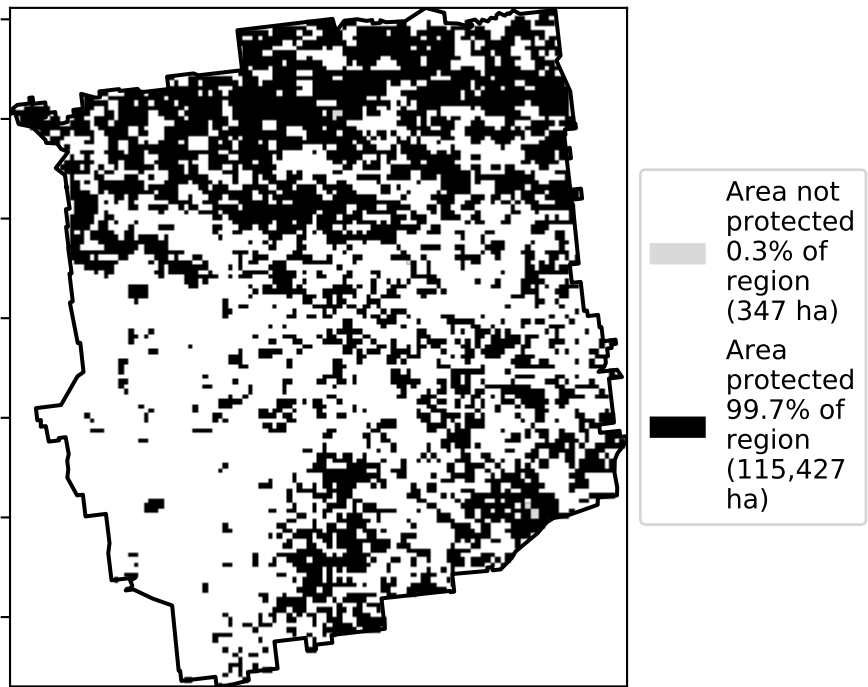 Area not
protected
0.3% of
region
(347 ha)
Area
protected
99.7% of
region
(115,427
ha)